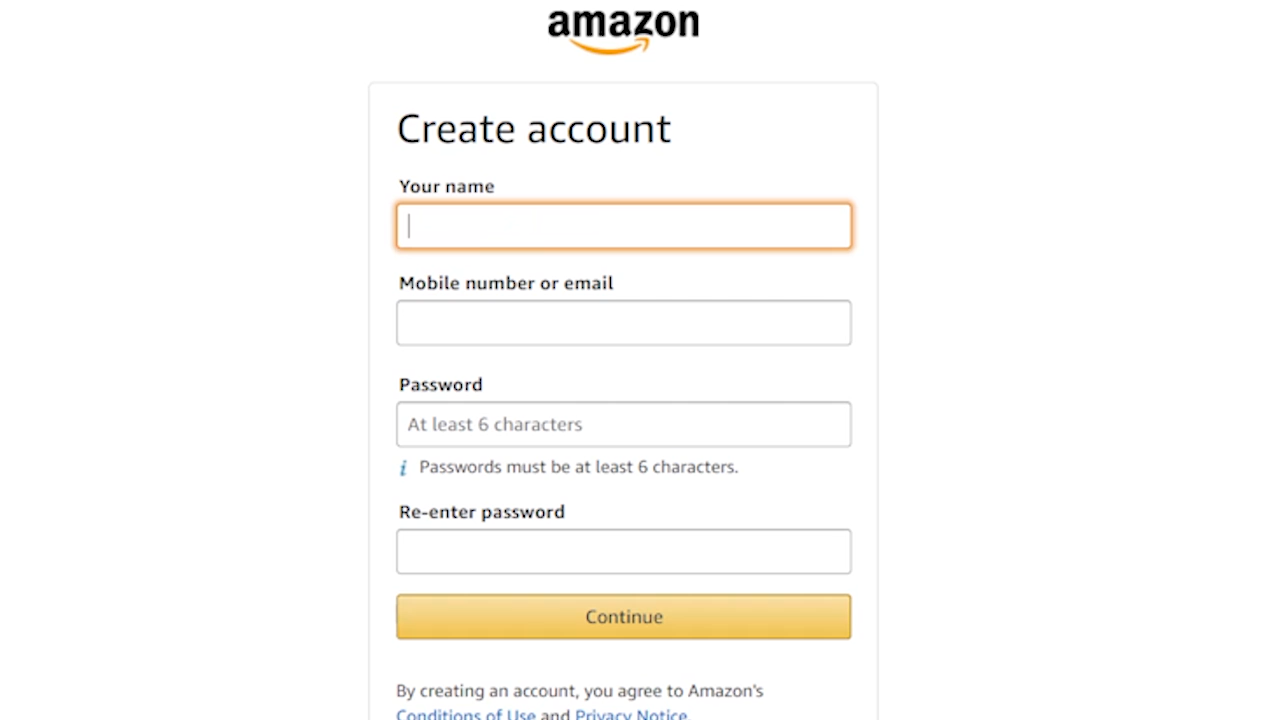 amazon
Create account
Your name
Mobile number or email
Password
At least 6 characters
i Passwords must be at least 6 characters.
Re-enter password
Continue
By creating an account, you agree to Amazon's
Conditions of Use and Privacy Notice.